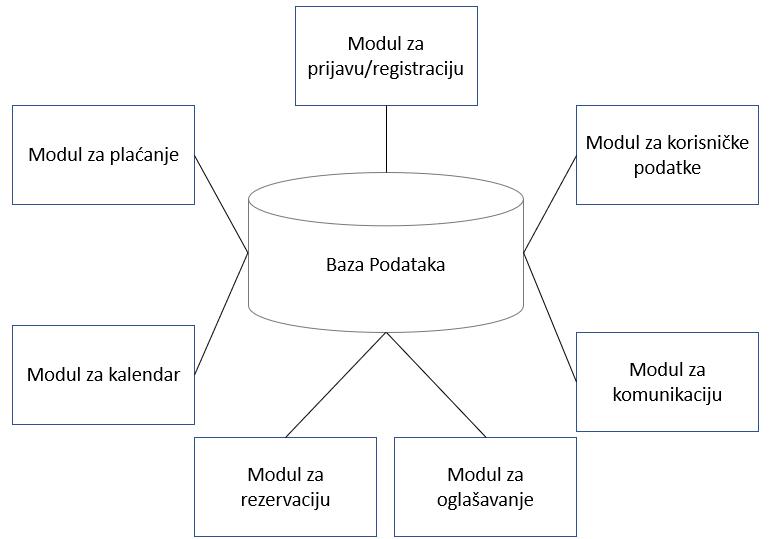 Modul za
prijavu/registraciju
Modul za plaćanje
Modul za korisničke
podatke
Baza Podataka
Modul za kalendar
Modul za
komunikaciju
Modul za
rezervaciju
Modul za
oglašavanje